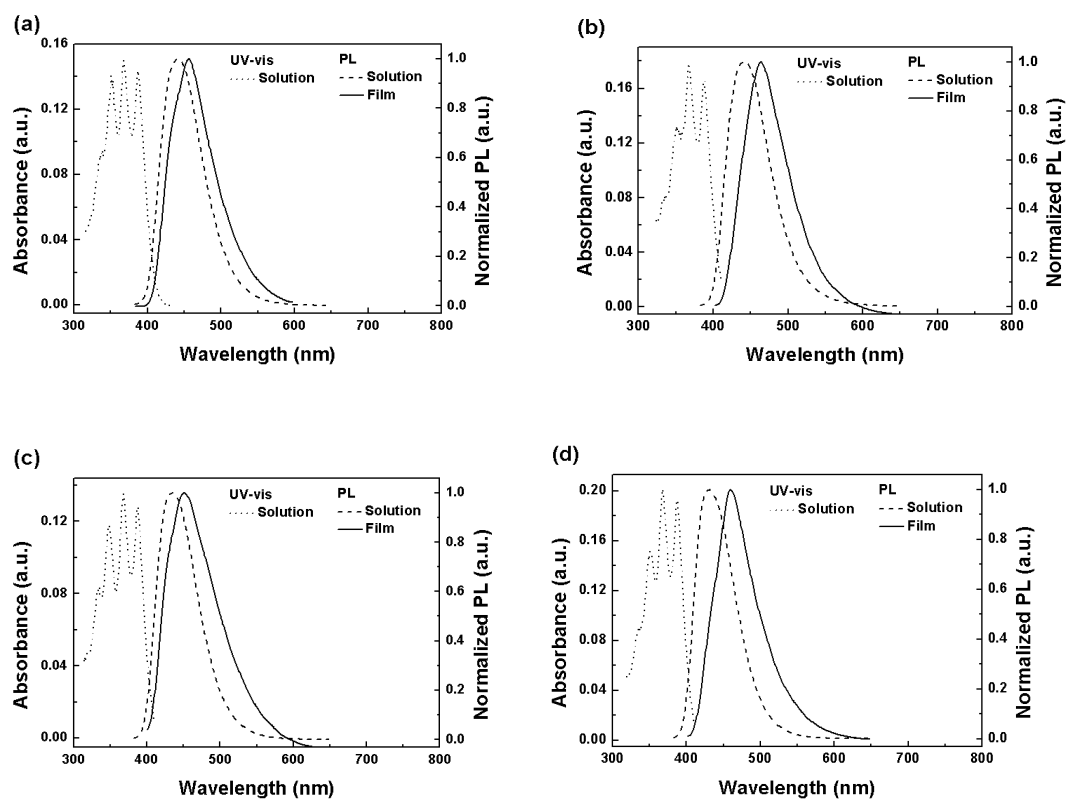 (a)
UV-vis PL
Solution Solution
Film
0.16
0.12
0.08
0.04
0.00
1.0
0.8
0.6
0.4
0.2
0.0
300 400 500 600 700 800
Absorbance (a.u.)
Normalized PL (a.u.)
Wavelength (nm)
(b)
UV-vis PL
Solution Solution
Film
0.16
0.12
0.08
0.04
0.00
1.0
0.8
0.6
0.4
0.2
0.0
300 400 500 600 700 800
Absorbance (a.u.)
Normalized PL (a.u.)
Wavelength (nm)
(c)
UV-vis PL
Solution Solution
Film
0.12
0.08
0.04
0.00
1.0
0.8
0.6
0.4
0.2
0.0
300 400 500 600 700 800
Absorbance (a.u.)
Normalized PL (a.u.)
Wavelength (nm)
(d)
UV-vis PL
Solution Solution
Film
0.20
0.16
0.12
0.08
0.04
0.00
1.0
0.8
0.6
0.4
0.2
0.0
300 400 500 600 700 800
Absorbance (a.u.)
Normalized PL (a.u.)
Wavelength (nm)